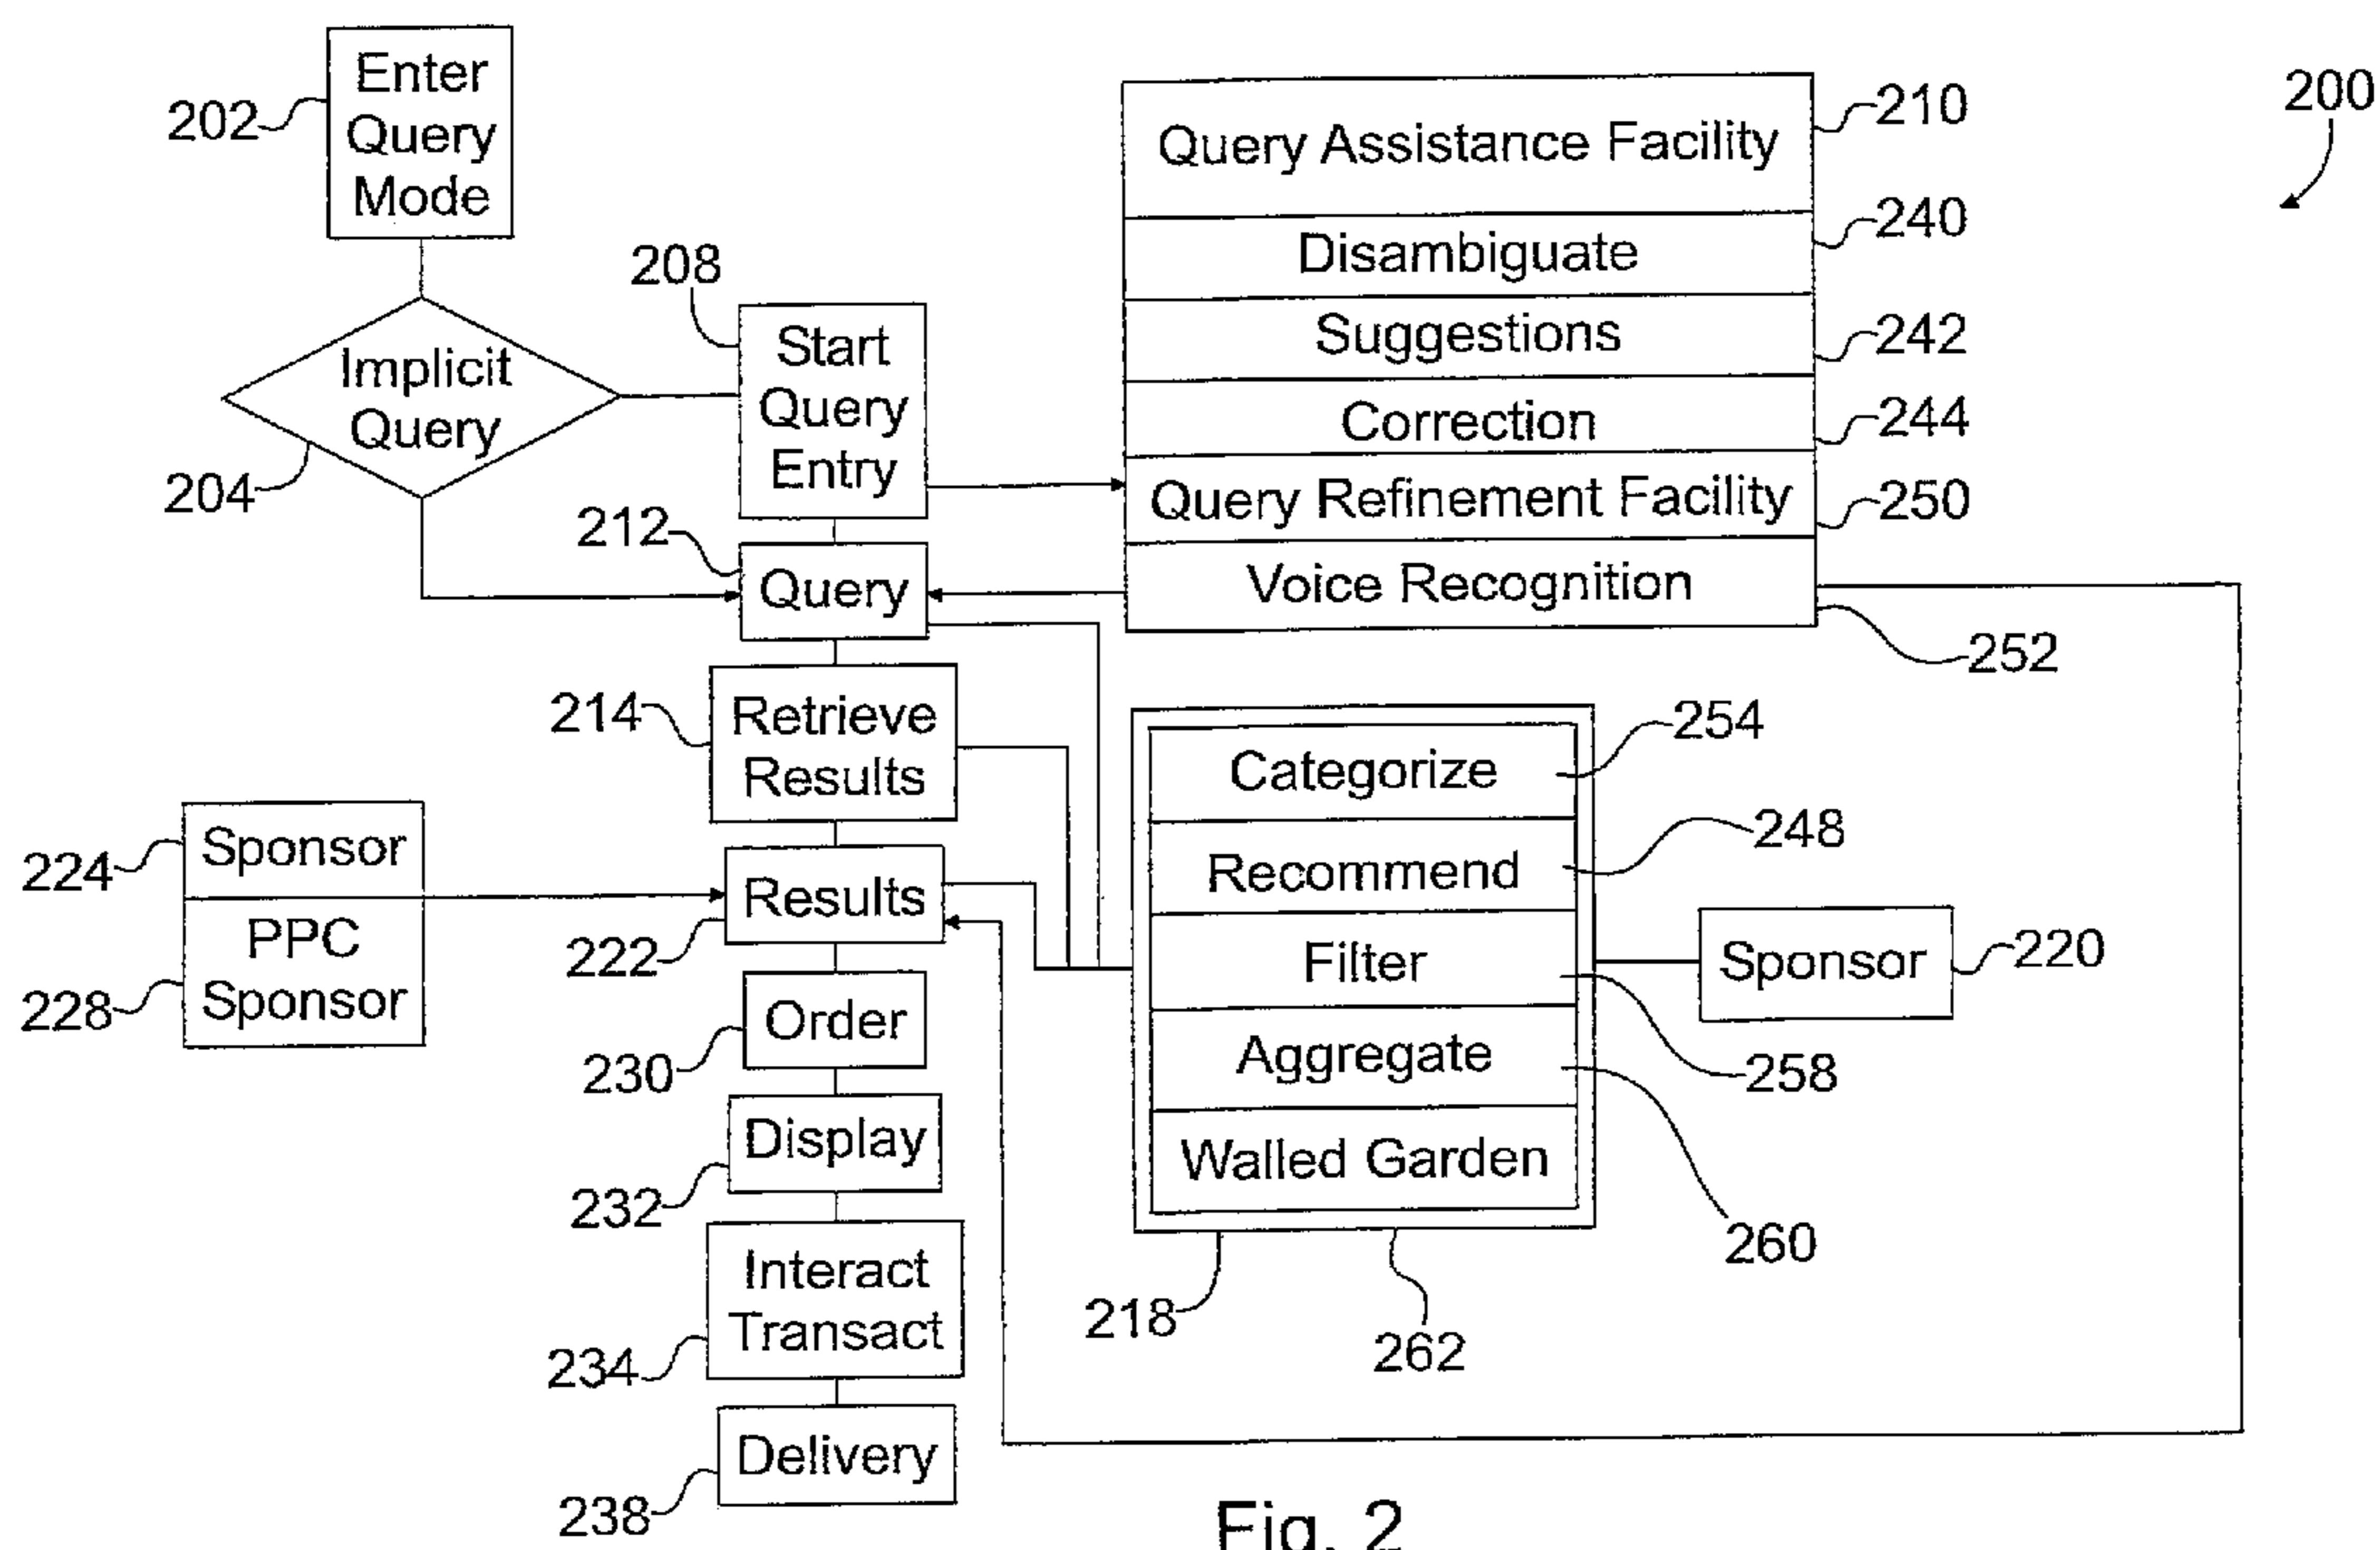 Enter
Query
Mode
202
Implicit
Query
204
208
Start
Query
Entry
Query Assistance Facility
210
200
Disambiguate
240
Suggestions
242
Correction
244
Query Refinement Facility
250
Voice Recognition
252
212
Query
214
Retrieve
Results
Sponsor
224
PPC
Sponsor
228
Results
222
Order
230
Display
232
Interact
Transact
234
Delivery
238
Categorize
254
Recommend
248
Filter
258
Aggregate
260
Walled Garden
218
262
Sponsor
220
Fig. 2